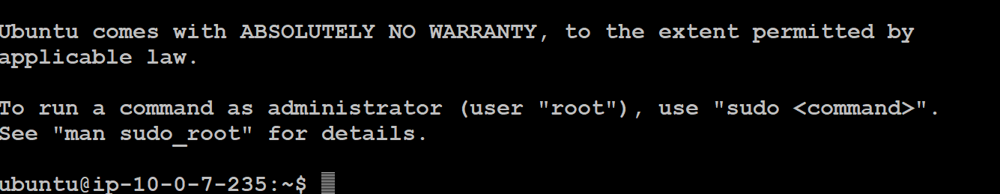 Ubuntu comes with ABSOLUTELY NO WARRANTY, to the extent permitted by
applicable law.
To run a command as administrator (user "root"), use "sudo <command>".
See "man sudo_root" for details.
ubuntu@ip-10-0-7-235:~$